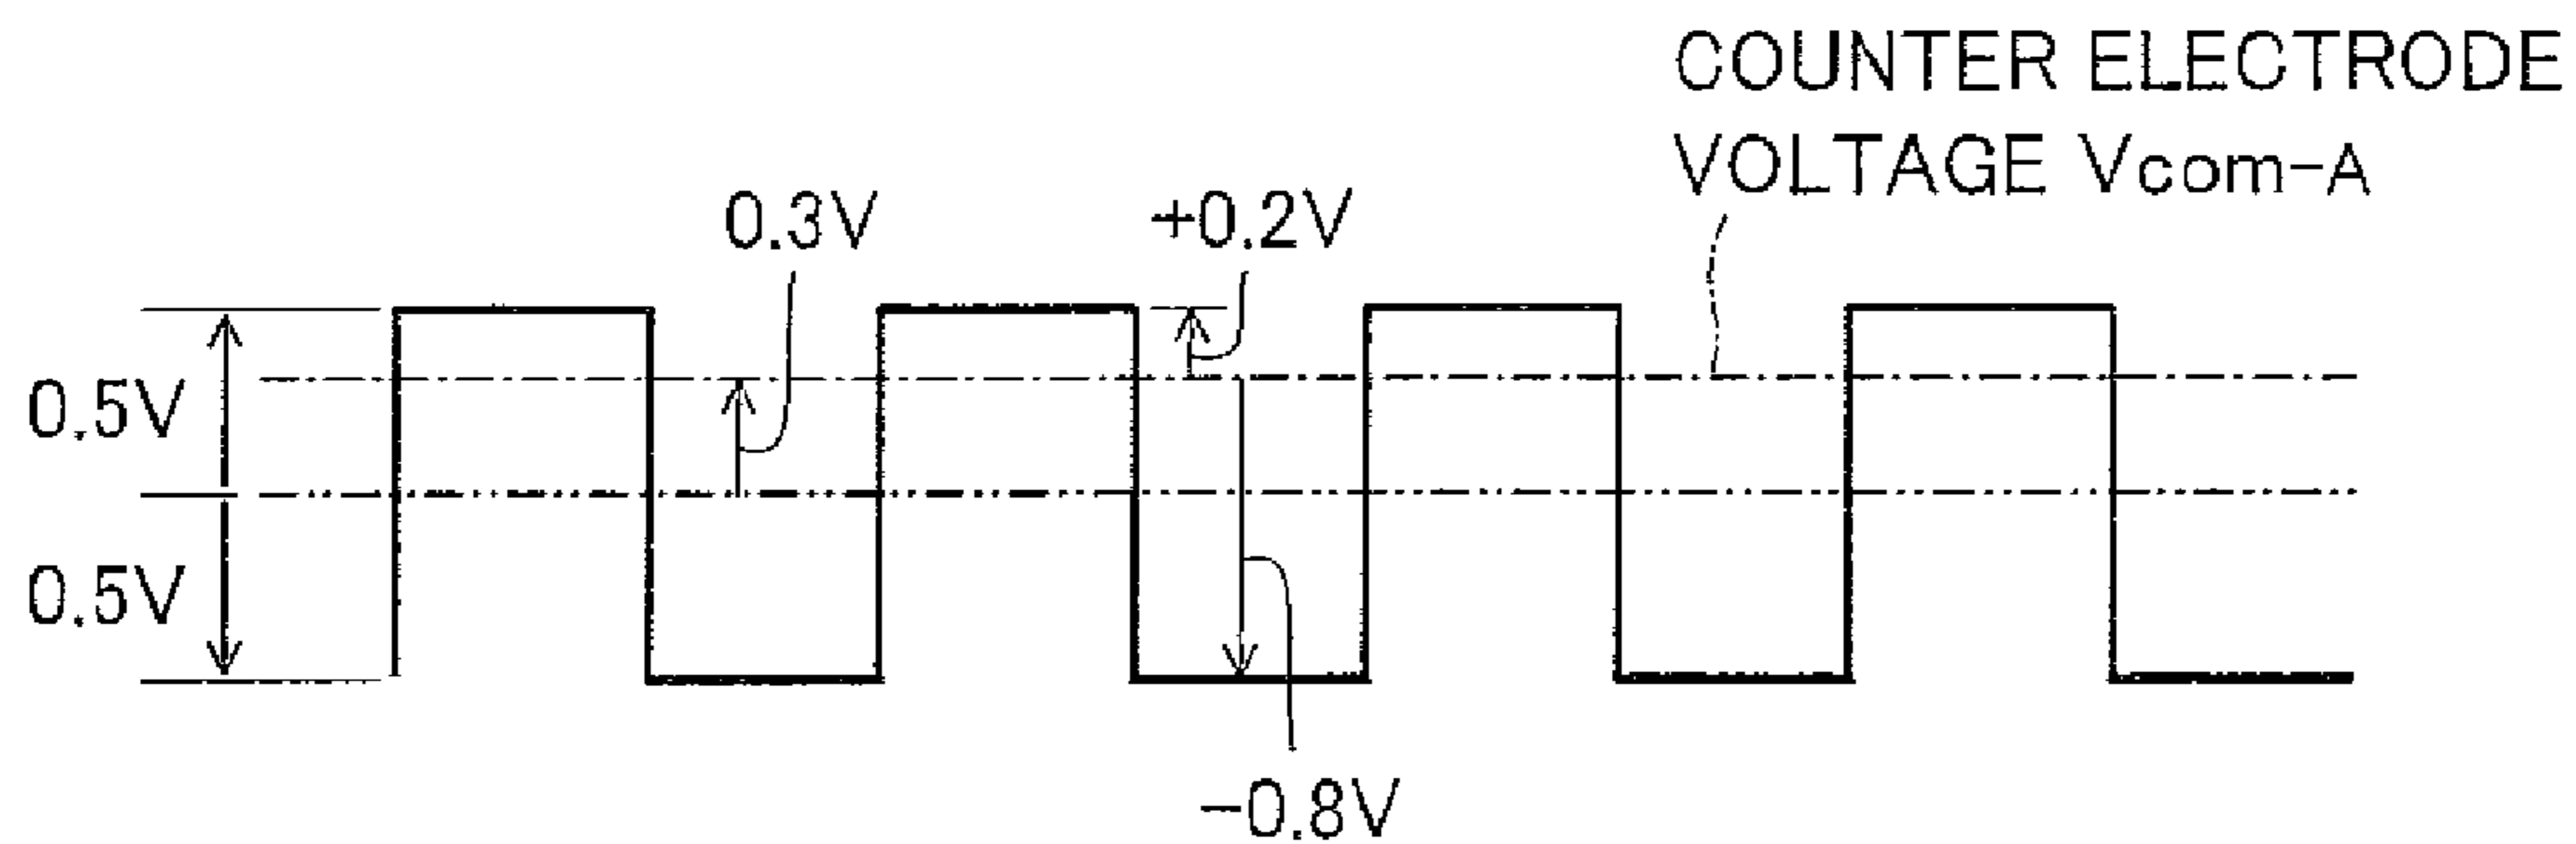 COUNTER ELECTRODE
VOLTAGE Vcom-A
0.3V
+0.2V
0.5V
0.5V
-0.8V